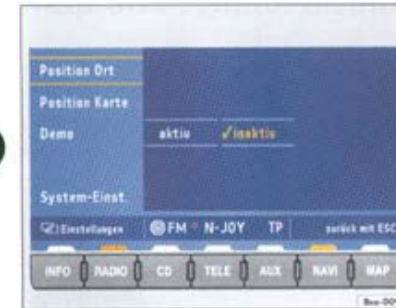 Position Ort
Position Karte
Demo aktiv ✓inaktiv
System-Einst.
Einstellungen FM N-JOY TP zurück mit ESC
INFO RADIO CD TELE AUX NAVI MAP